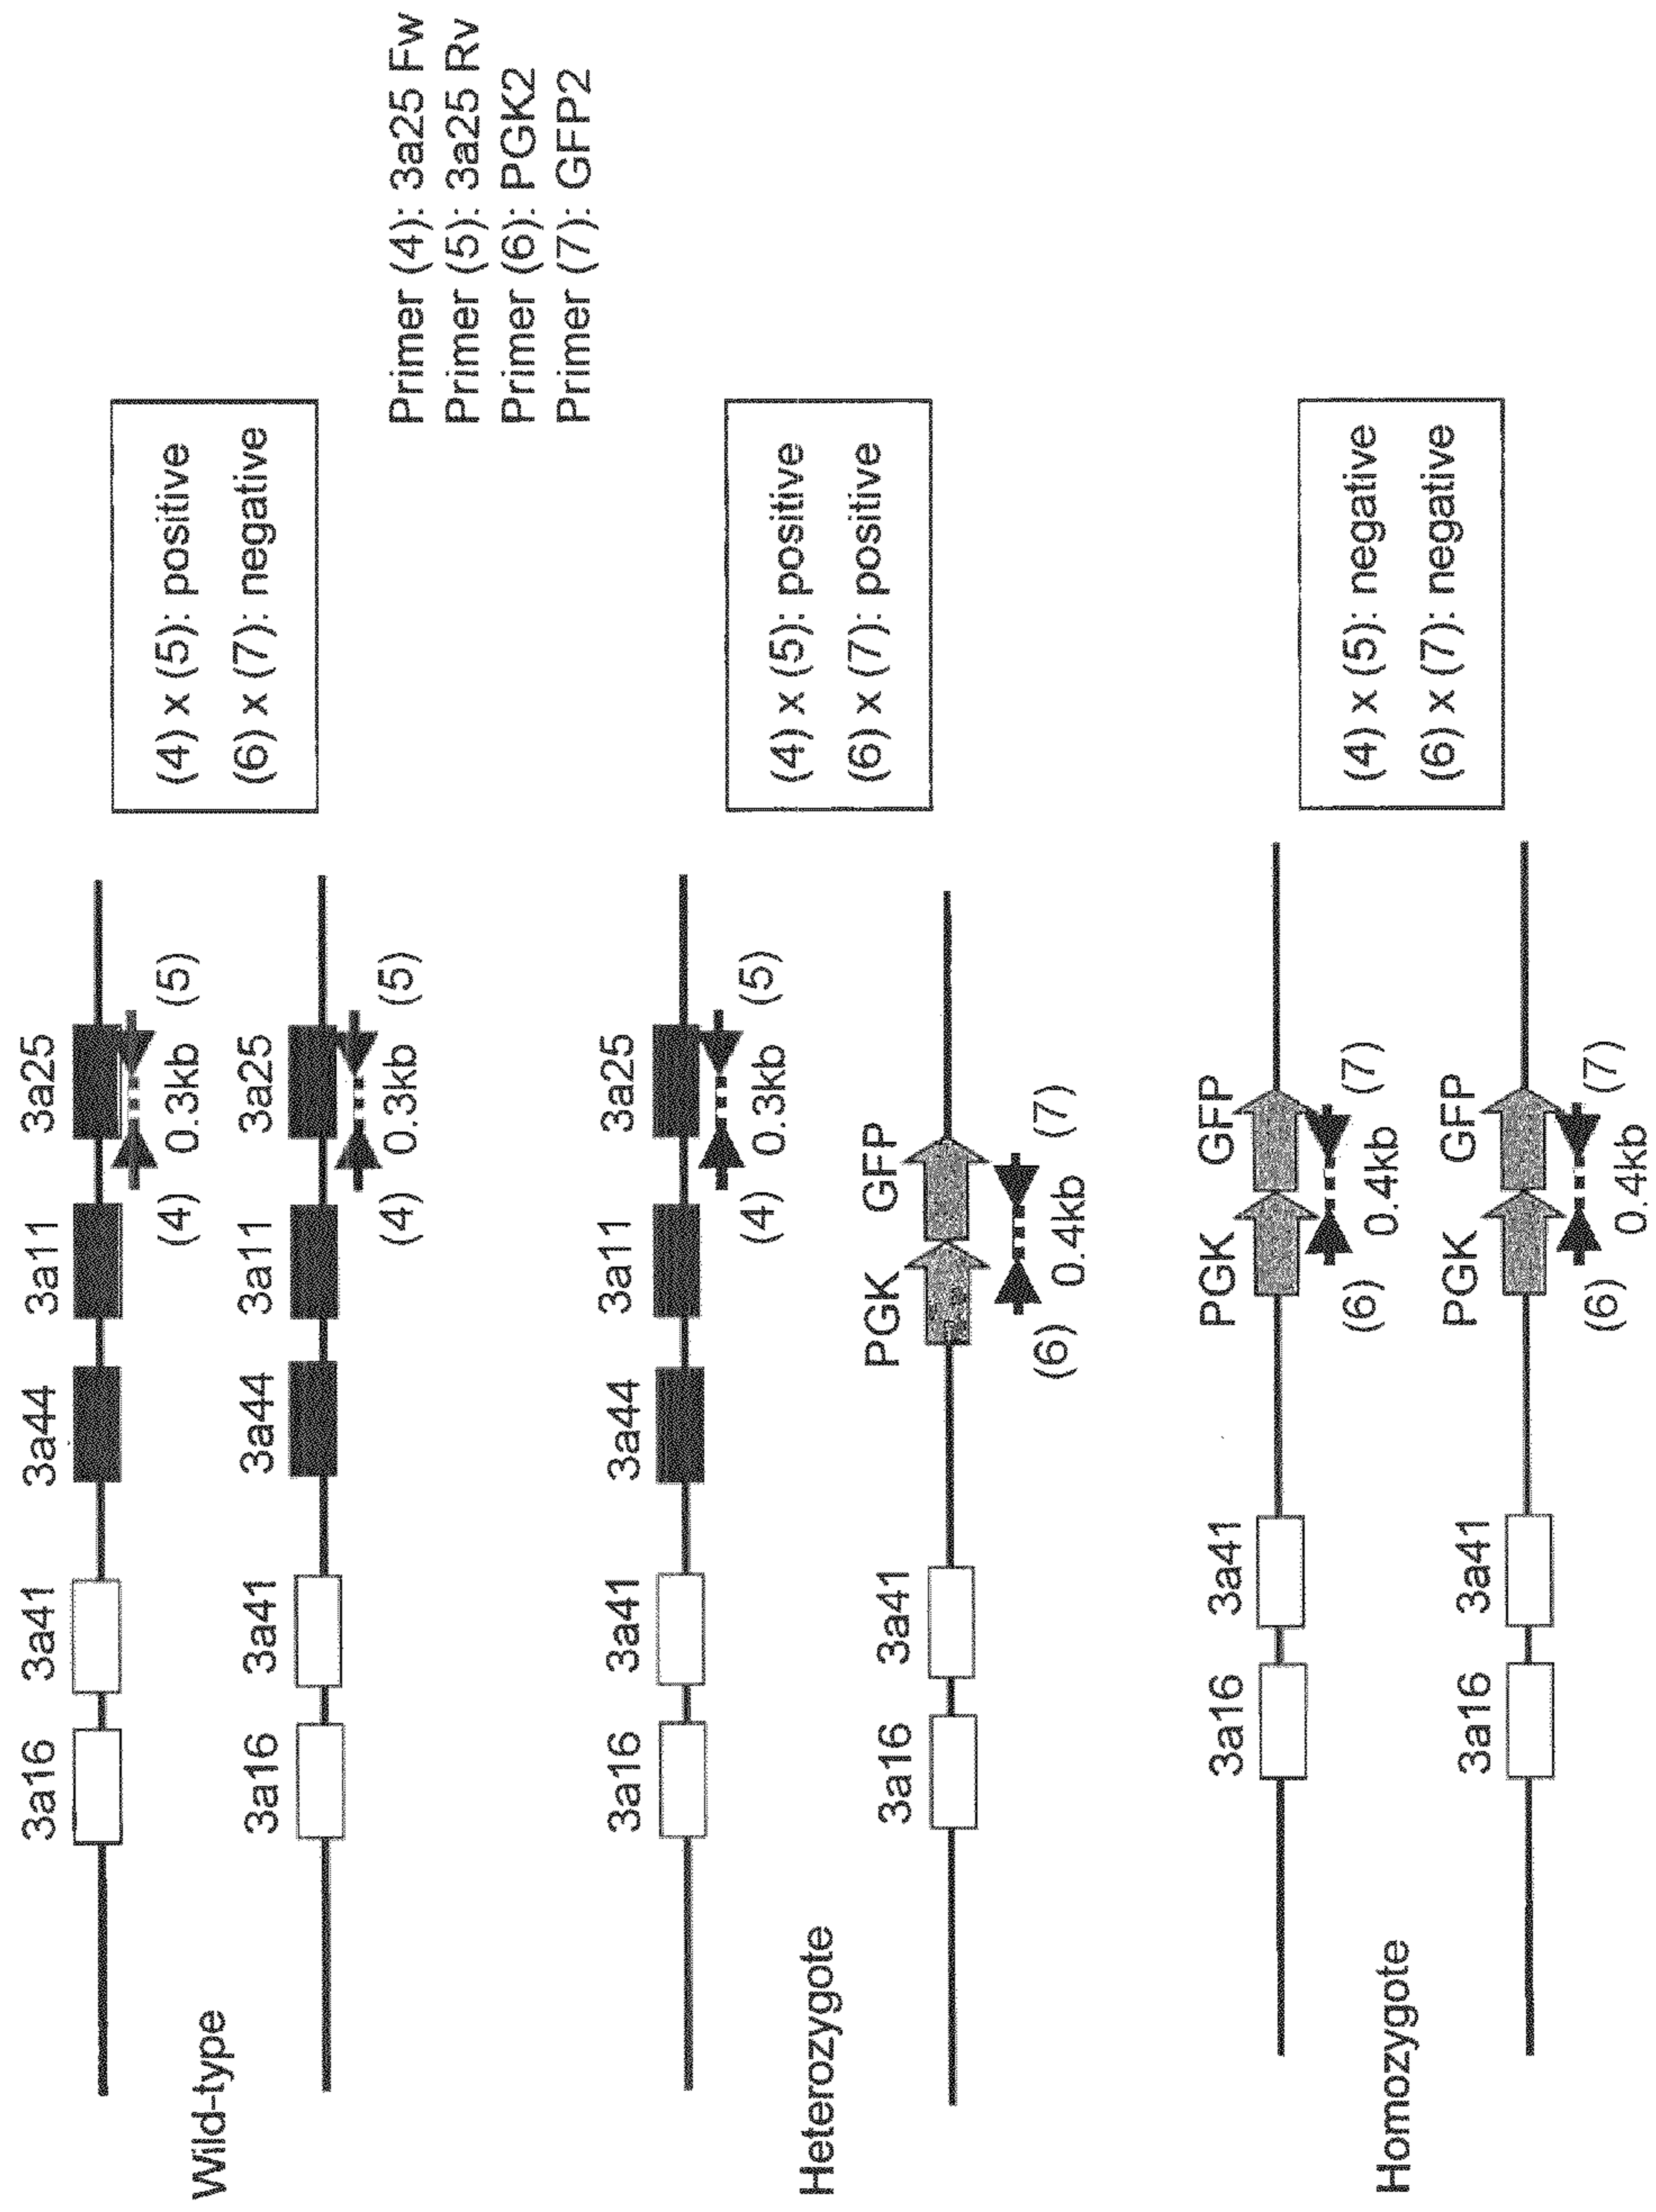 3a16 3a41 3a44 3a11 3a25
(4) 0.3kb (5)
Wild-type
3a16 3a41 3a44 3a11 3a25
(4) 0.3kb (5)
(4) x (5): positive
(6) x (7): negative
Primer (4): 3a25 Fw
Primer (5): 3a25 Rv
Primer (6): PGK2
Primer (7): GFP2
3a16 3a41 3a44 3a11 3a25
(4) 0.3kb (5)
Heterozygote
3a16 3a41 PGK GFP
(6) 0.4kb (7)
(4) x (5): positive
(6) x (7): positive
3a16 3a41 PGK GFP
(6) 0.4kb (7)
Homozygote
3a16 3a41 PGK GFP
(6) 0.4kb (7)
(4) x (5): negative
(6) x (7): negative